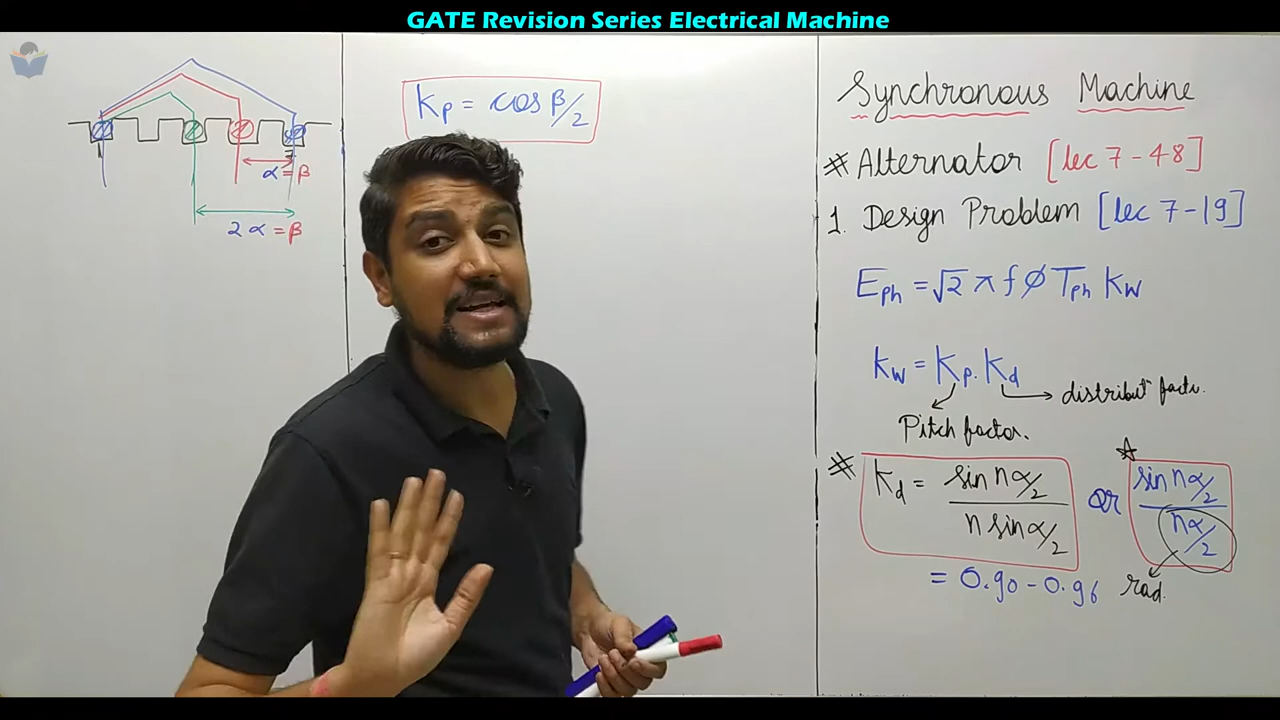 GATE Revision Series Electrical Machine
α=β
2α=β
Kp = cos β/2
Synchronous Machine
# Alternator [lec 7-48]
1. Design Problem [lec 7-19]
Eph = √2 π f Ø Tph Kw
Kw = Kp. Kd
distribut factr.
Pitch factor.
# Kd = sin nα/2 / n sin α/2 or sin nα/2 / nα/2
= 0.90 - 0.96 rad.